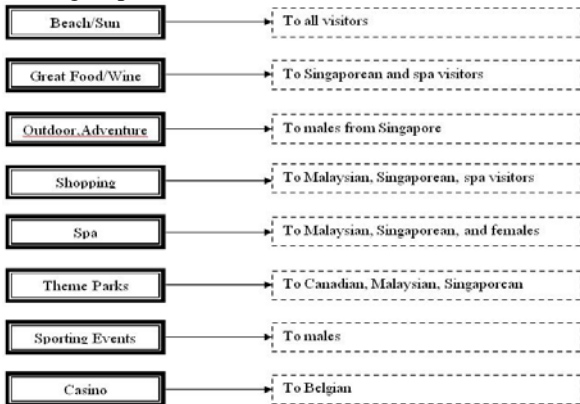 Beach/Sun To all visitors
Great Food/Wine To Singaporean and spa visitors
Outdoor,Adventure To males from Singapore
Shopping To Malaysian, Singaporean, spa visitors
Spa To Malaysian, Singaporean, and females
Theme Parks To Canadian, Malaysian, Singaporean
Sporting Events To males
Casino To Belgian